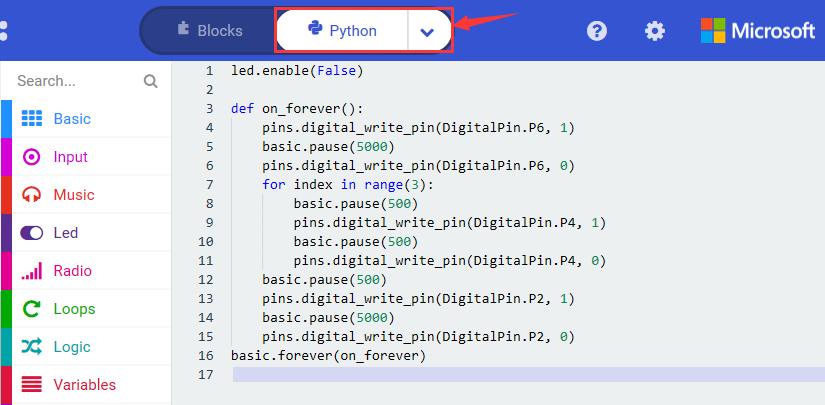 Blocks
Python
Microsoft
Search...
Basic
Input
Music
Led
Radio
Loops
Logic
Variables
1 led.enable(False)
2
3 def on_forever():
4     pins.digital_write_pin(DigitalPin.P6, 1)
5     basic.pause(5000)
6     pins.digital_write_pin(DigitalPin.P6, 0)
7     for index in range(3):
8         basic.pause(500)
9         pins.digital_write_pin(DigitalPin.P4, 1)
10         basic.pause(500)
11         pins.digital_write_pin(DigitalPin.P4, 0)
12     basic.pause(500)
13     pins.digital_write_pin(DigitalPin.P2, 1)
14     basic.pause(5000)
15     pins.digital_write_pin(DigitalPin.P2, 0)
16 basic.forever(on_forever)
17